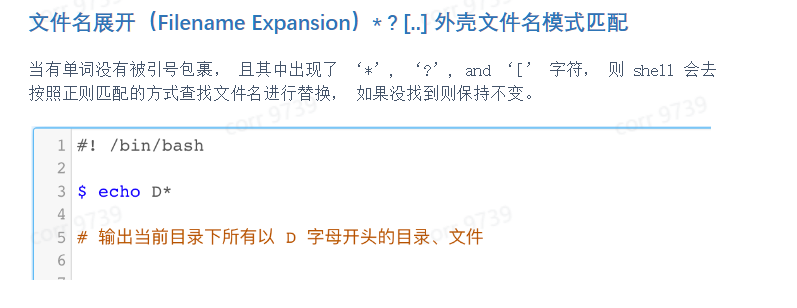 文件名展开（Filename Expansion）* ? [..] 外壳文件名模式匹配
当有单词没有被引号包裹， 且其中出现了 ‘*’, ‘?’, and ‘[’ 字符， 则 shell 会去
按照正则匹配的方式查找文件名进行替换， 如果没找到则保持不变。
1 #! /bin/bash
2
3 $ echo D*
4
5 # 输出当前目录下所有以 D 字母开头的目录、文件
6
corr 9739
corr 9739
corr 9739
corr 9739